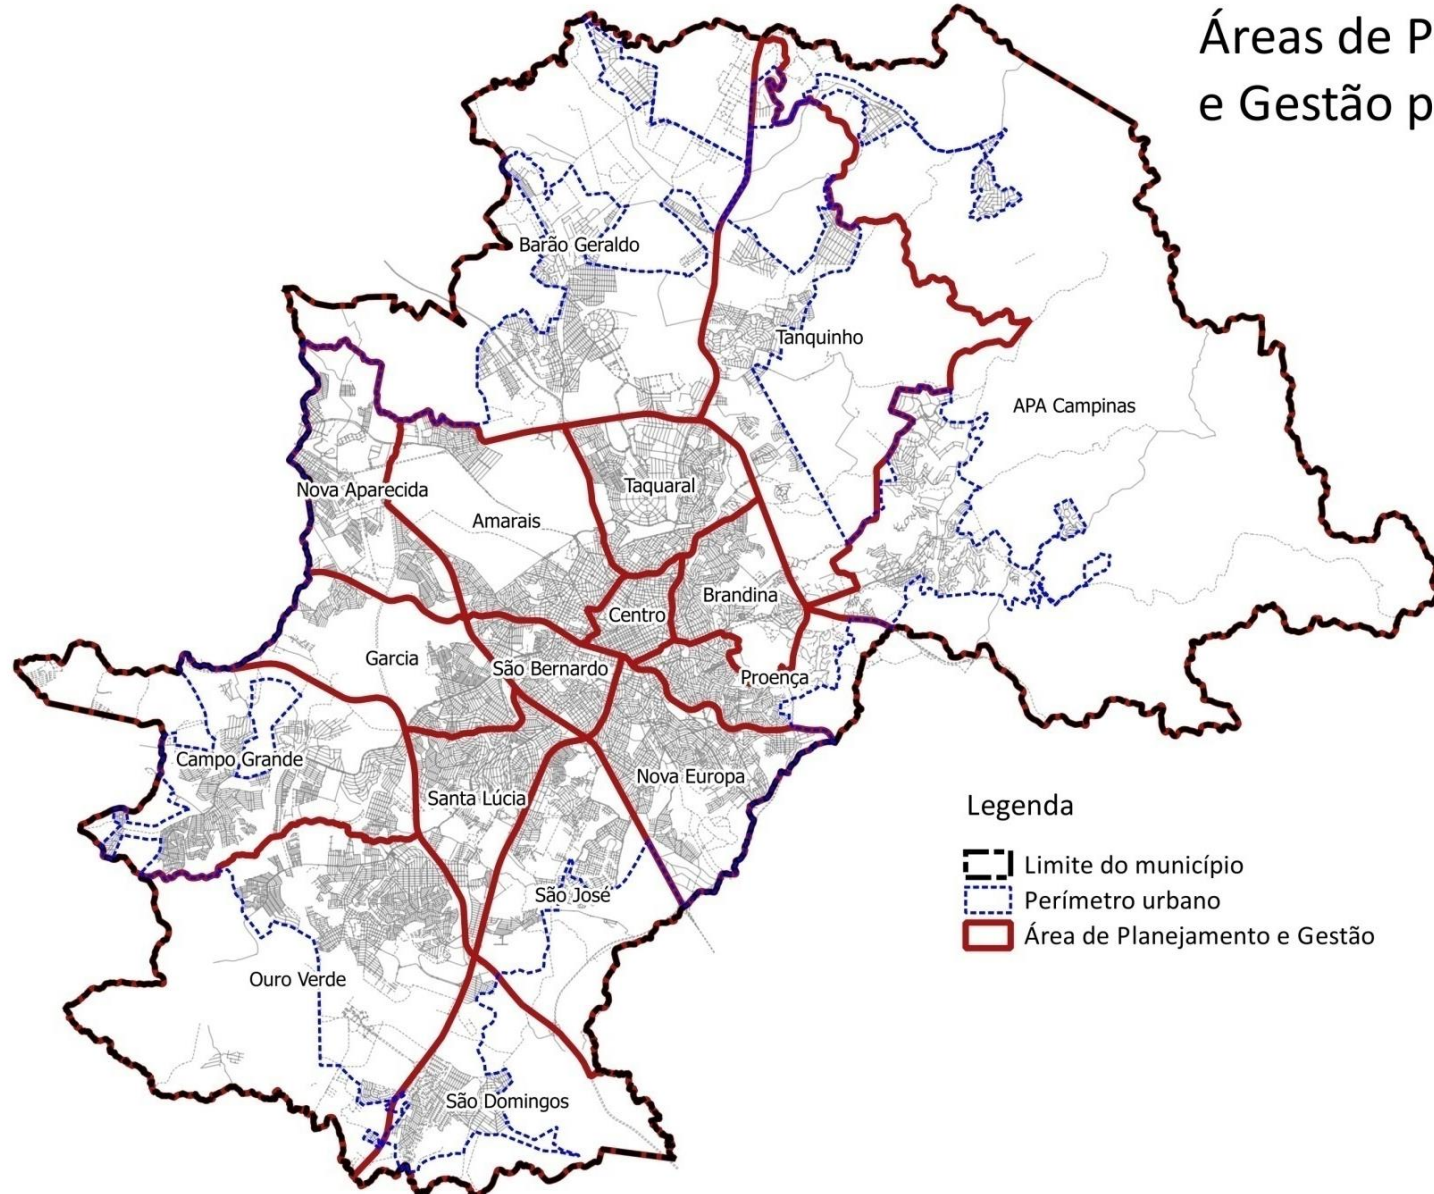 Áreas de P
e Gestão p
Barão Geraldo
Tanquinho
APA Campinas
Nova Aparecida
Taquaral
Amarais
Brandina
Centro
Garcia
São Bernardo
Proença
Campo Grande
Nova Europa
Santa Lúcia
São José
Ouro Verde
São Domingos
Legenda
Limite do município
Perímetro urbano
Área de Planejamento e Gestão